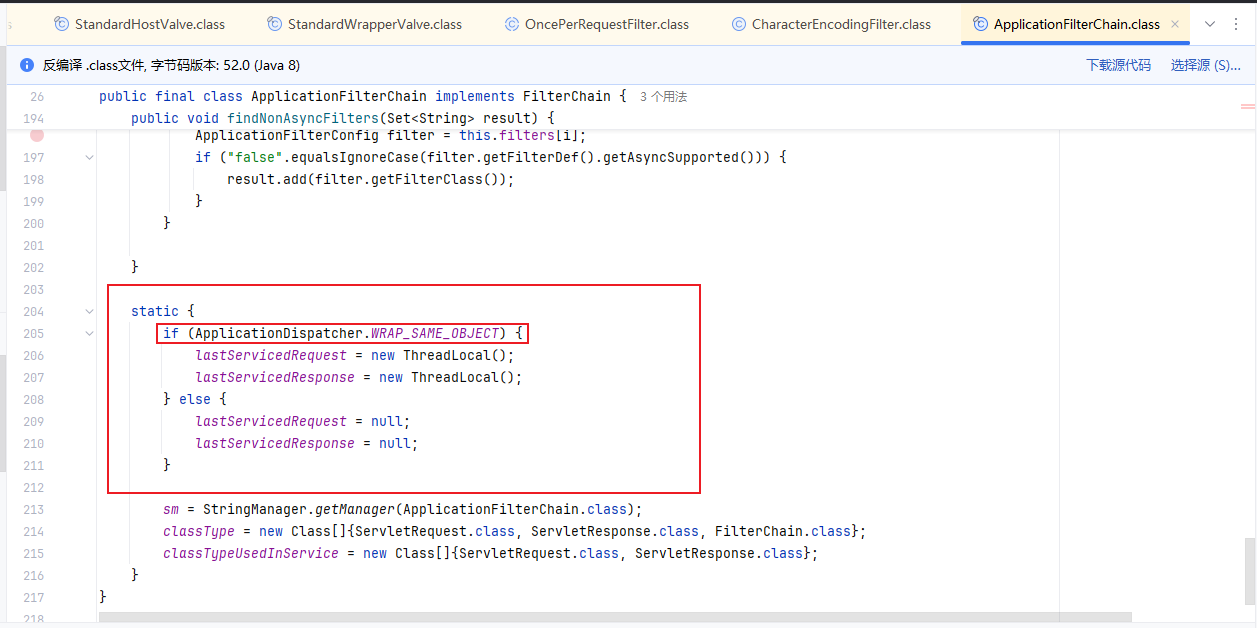 StandardHostValve.class StandardWrapperValve.class OncePerRequestFilter.class CharacterEncodingFilter.class ApplicationFilterChain.class
反编译 .class文件, 字节码版本: 52.0 (Java 8) 下载源代码 选择源 (S)...
26 public final class ApplicationFilterChain implements FilterChain { 3 个用法
194 public void findNonAsyncFilters(Set<String> result) {
ApplicationFilterConfig filter = this.filters[i];
197 if ("false".equalsIgnoreCase(filter.getFilterDef().getAsyncSupported())) {
198 result.add(filter.getFilterClass());
199 }
200 }
201
202 }
203
204 static {
205 if (ApplicationDispatcher.WRAP_SAME_OBJECT) {
206 lastServicedRequest = new ThreadLocal();
207 lastServicedResponse = new ThreadLocal();
208 } else {
209 lastServicedRequest = null;
210 lastServicedResponse = null;
211 }
212
213 sm = StringManager.getManager(ApplicationFilterChain.class);
214 classType = new Class[]{ServletRequest.class, ServletResponse.class, FilterChain.class};
215 classTypeUsedInService = new Class[]{ServletRequest.class, ServletResponse.class};
216 }
217 }
218